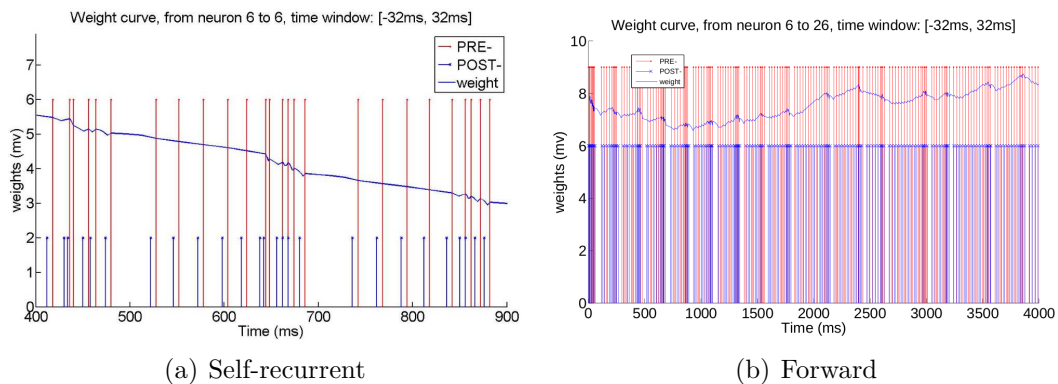 Weight curve, from neuron 6 to 6, time window: [-32ms, 32ms]
PRE-
POST-
weight
weights (mv)
7
6
5
4
3
2
1
0
400 500 600 700 800 900
Time (ms)
(a) Self-recurrent
Weight curve, from neuron 6 to 26, time window: [-32ms, 32ms]
PRE-
POST-
weight
weights (mv)
10
8
6
4
2
0
0 500 1000 1500 2000 2500 3000 3500 4000
Time (ms)
(b) Forward